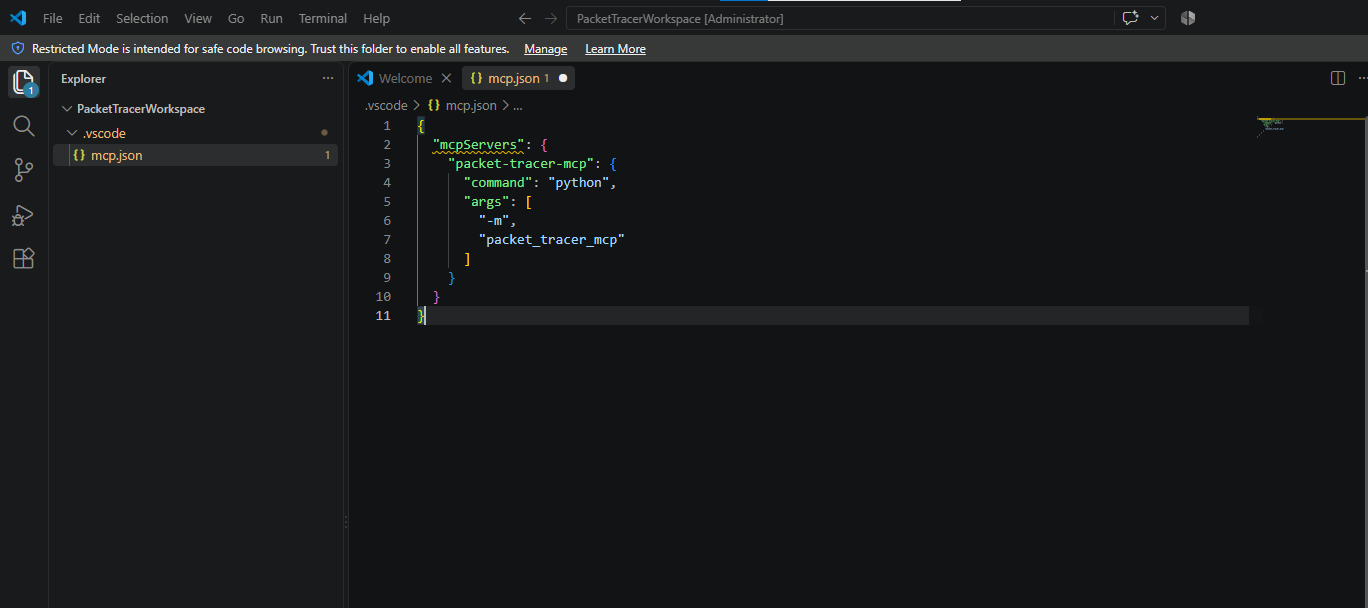 File Edit Selection View Go Run Terminal Help
PacketTracerWorkspace [Administrator]
Restricted Mode is intended for safe code browsing. Trust this folder to enable all features. Manage Learn More
1
Explorer ...
PacketTracerWorkspace
.vscode
{} mcp.json 1
Welcome
{} mcp.json 1
.vscode > {} mcp.json > ...
1 {
2 "mcpServers": {
3 "packet-tracer-mcp": {
4 "command": "python",
5 "args": [
6 "-m",
7 "packet_tracer_mcp"
8 ]
9 }
10 }
11 }